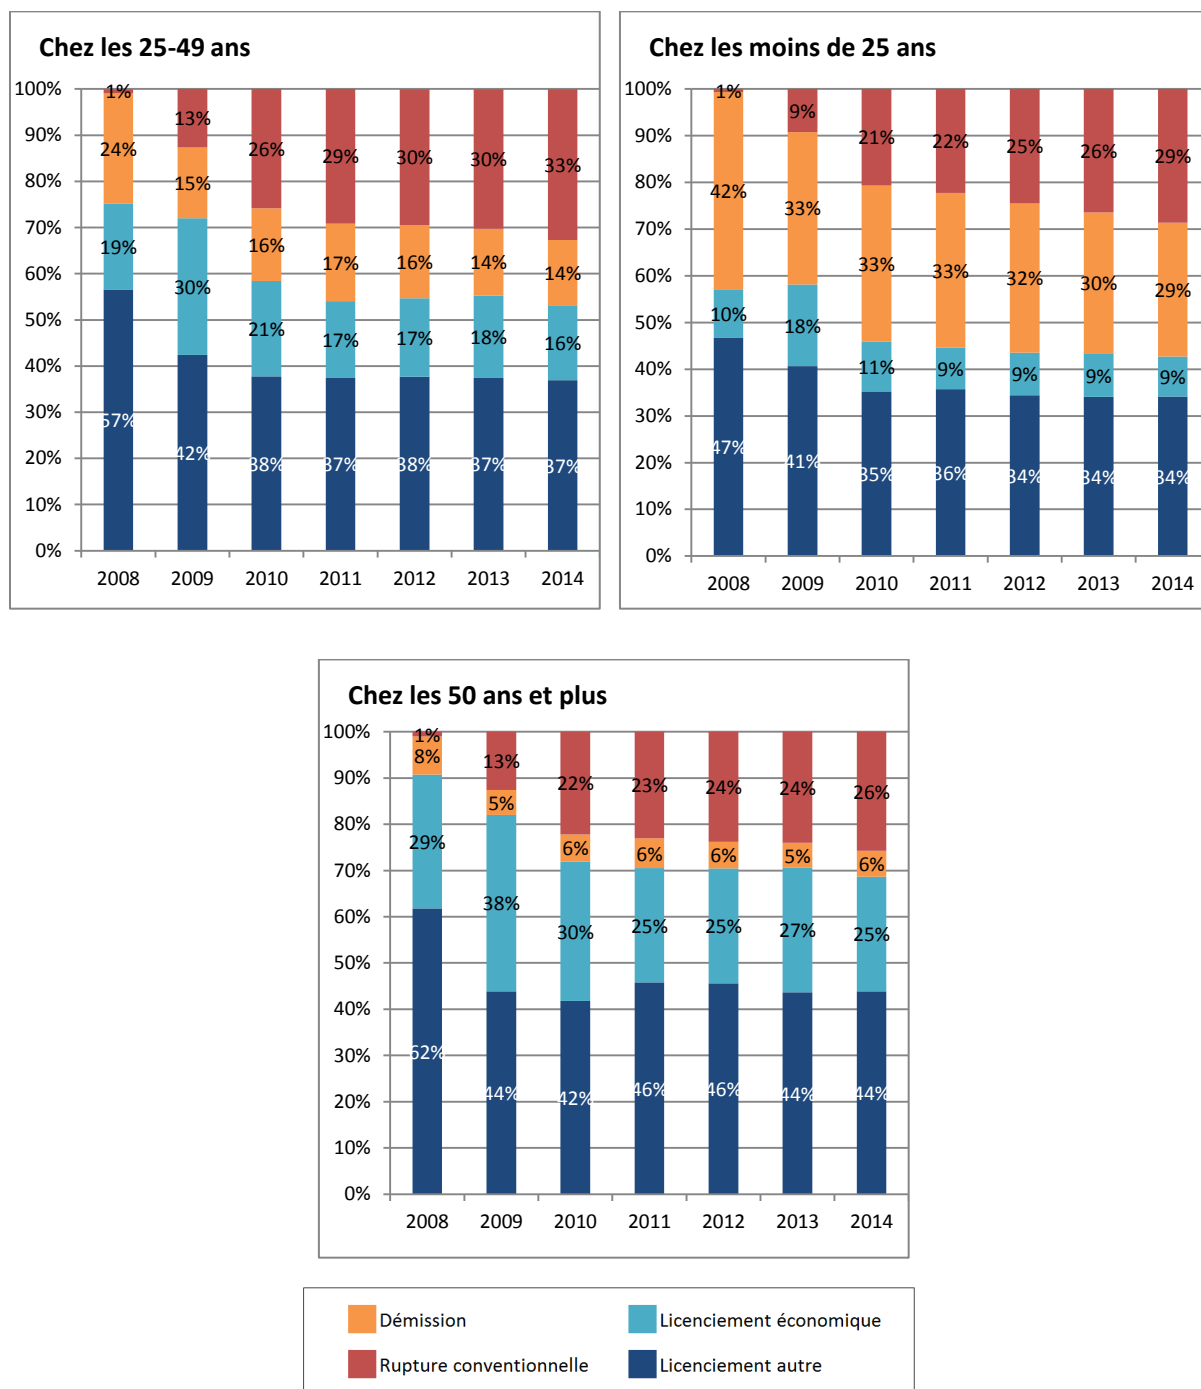 Chez les 25-49 ans
100%
90%
80%
70%
60%
50%
40%
30%
20%
10%
0%
1% 13% 26% 29% 30% 30% 33%
24% 15% 16% 17% 16% 14% 14%
19% 30% 21% 17% 17% 18% 16%
57% 42% 38% 37% 38% 37% 37%
2008 2009 2010 2011 2012 2013 2014
Chez les moins de 25 ans
100%
90%
80%
70%
60%
50%
40%
30%
20%
10%
0%
1% 9% 21% 22% 25% 26% 29%
42% 33% 33% 33% 32% 30% 29%
10% 18% 11% 9% 9% 9% 9%
47% 41% 35% 36% 34% 34% 34%
2008 2009 2010 2011 2012 2013 2014
Chez les 50 ans et plus
100%
90%
80%
70%
60%
50%
40%
30%
20%
10%
0%
1% 13% 22% 23% 24% 24% 26%
8% 5% 6% 6% 6% 5% 6%
29% 38% 30% 25% 25% 27% 25%
62% 44% 42% 46% 46% 44% 44%
2008 2009 2010 2011 2012 2013 2014
Démission Licenciement économique
Rupture conventionnelle Licenciement autre